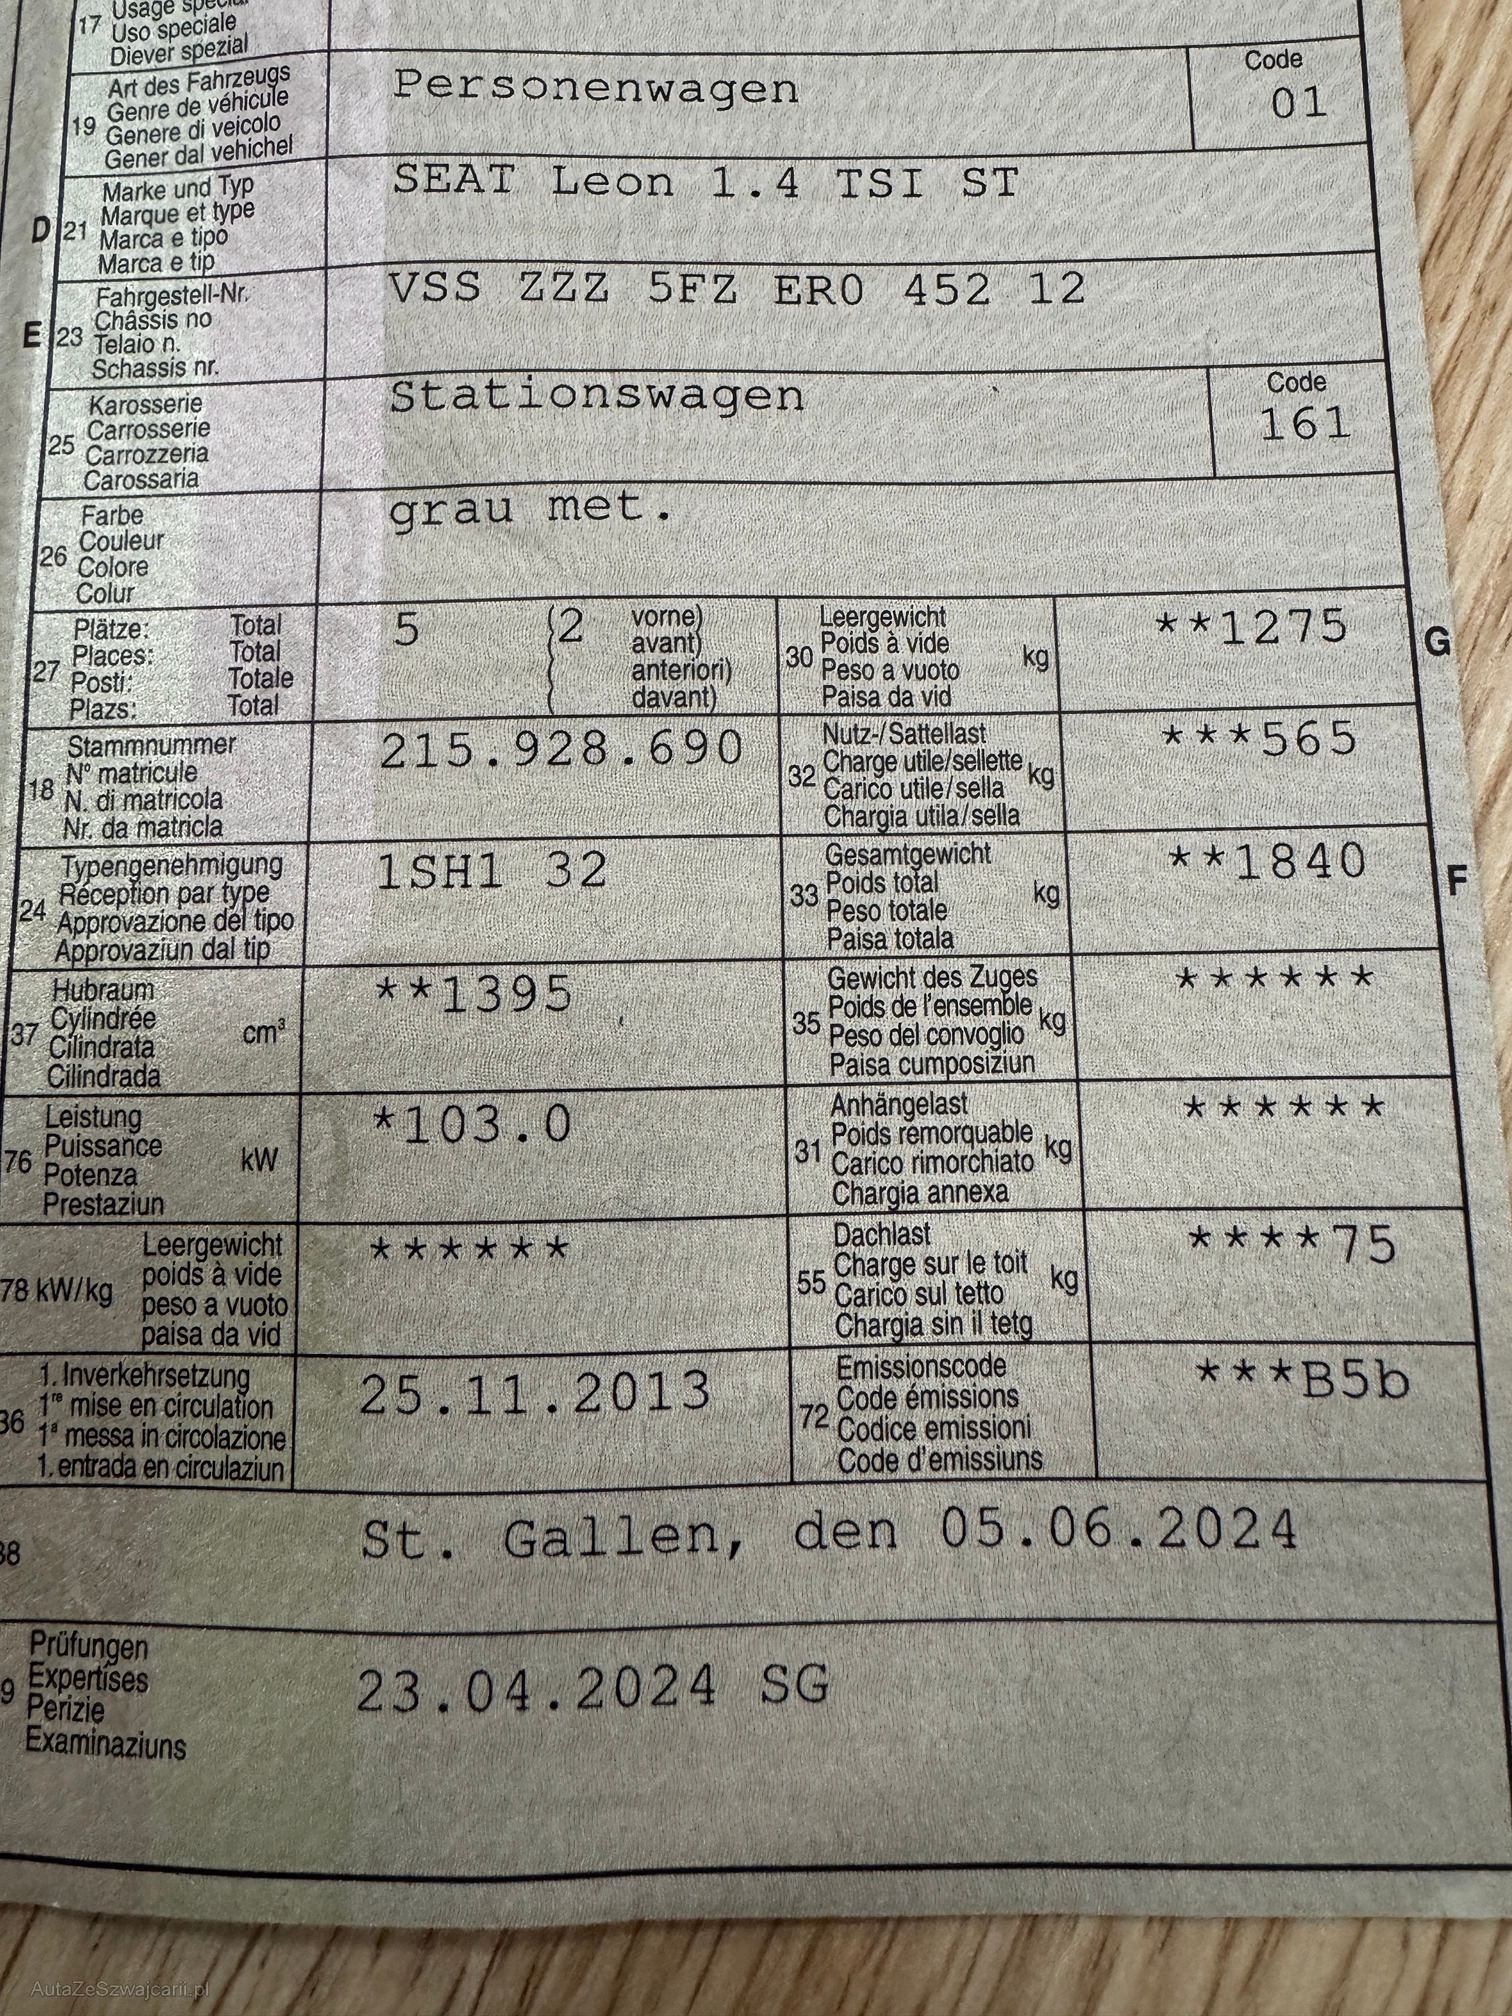 17 Usage spécial
Uso speciale
Diever spezial
19 Art des Fahrzeugs
Genre de véhicule
Genere di veicolo
Gener dal vehichel
Personenwagen
Code
01
D 21 Marke und Typ
Marque et type
Marca e tipo
Marca e tip
SEAT Leon 1.4 TSI ST
E 23 Fahrgestell-Nr.
Châssis no
Telaio n.
Schassis nr.
VSS ZZZ 5FZ ER0 452 12
25 Karosserie
Carrosserie
Carrozzeria
Carossaria
Stationswagen
Code
161
26 Farbe
Couleur
Colore
Colur
grau met.
27 Plätze: Total
Places: Total
Posti: Totale
Plazs: Total
5 (2 vorne)
( avant)
( anteriori)
( davant)
30 Leergewicht
Poids à vide
Peso a vuoto
Paisa da vid
kg
**1275
G
18 Stammnummer
N° matricule
N. di matricola
Nr. da matricla
215.928.690
32 Nutz-/Sattellast
Charge utile/sellette
Carico utile/sella
Chargia utila/sella
kg
***565
24 Typengenehmigung
Réception par type
Approvazione del tipo
Approvaziun dal tip
1SH1 32
33 Gesamtgewicht
Poids total
Peso totale
Paisa totala
kg
**1840
F
37 Hubraum
Cylindrée
Cilindrata
Cilindrada
cm³
**1395
35 Gewicht des Zuges
Poids de l'ensemble
Peso del convoglio
Paisa cumposiziun
kg
******
76 Leistung
Puissance
Potenza
Prestaziun
kW
*103.0
31 Anhängelast
Poids remorquable
Carico rimorchiato
Chargia annexa
kg
******
78 kW/kg
Leergewicht
poids à vide
peso a vuoto
paisa da vid
******
55 Dachlast
Charge sur le toit
Carico sul tetto
Chargia sin il tetg
kg
****75
36 1. Inverkehrsetzung
1re mise en circulation
1a messa in circolazione
1. entrada en circulaziun
25.11.2013
72 Emissionscode
Code émissions
Codice emissioni
Code d'emissiuns
***B5b
38
St. Gallen, den 05.06.2024
9 Prüfungen
Expertises
Perizie
Examinaziuns
23.04.2024 SG
AutaZeSzwajcarii.pl